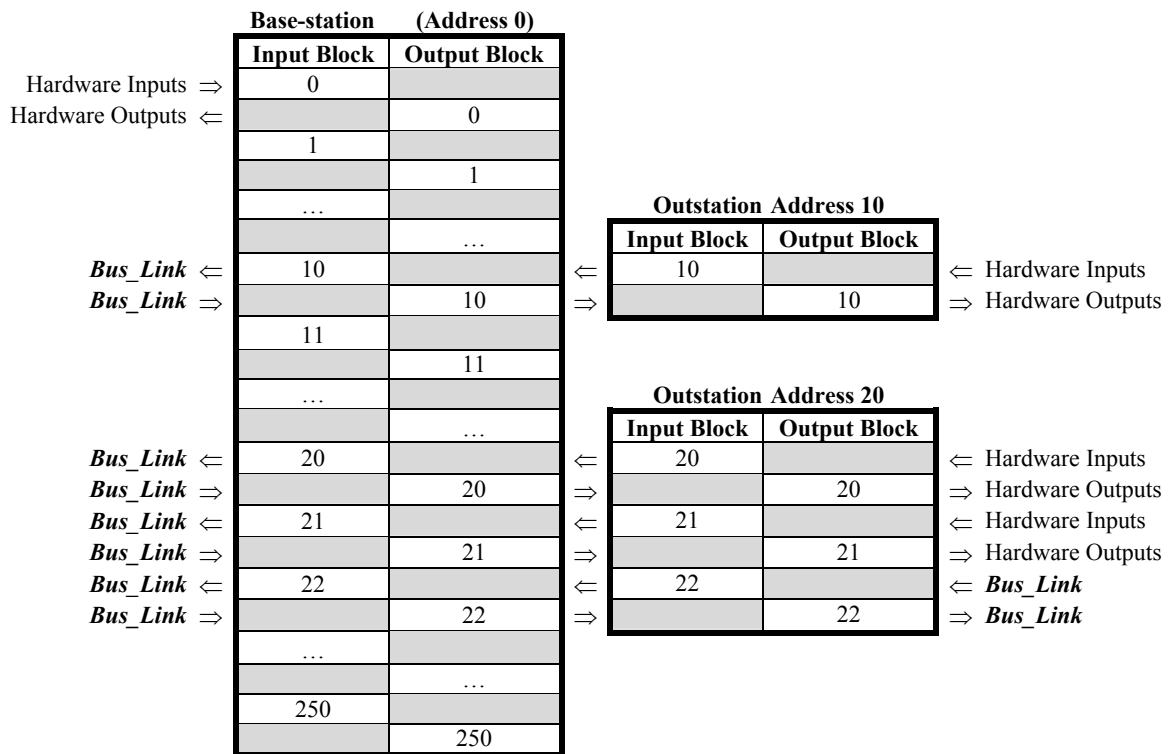 Base-station (Address 0)
Input Block Output Block
Hardware Inputs ⇒ 0
Hardware Outputs ⇐ 0
1
1
…
Outstation Address 10
…
Input Block Output Block
Bus_Link ⇐ 10 ⇐ 10 ⇐ Hardware Inputs
Bus_Link ⇒ 10 ⇒ 10 ⇒ Hardware Outputs
11
11
…
Outstation Address 20
…
Input Block Output Block
Bus_Link ⇐ 20 ⇐ 20 ⇐ Hardware Inputs
Bus_Link ⇒ 20 ⇒ 20 ⇒ Hardware Outputs
Bus_Link ⇐ 21 ⇐ 21 ⇐ Hardware Inputs
Bus_Link ⇒ 21 ⇒ 21 ⇒ Hardware Outputs
Bus_Link ⇐ 22 ⇐ 22 ⇐ Bus_Link
Bus_Link ⇒ 22 ⇒ 22 ⇒ Bus_Link
…
…
250
250